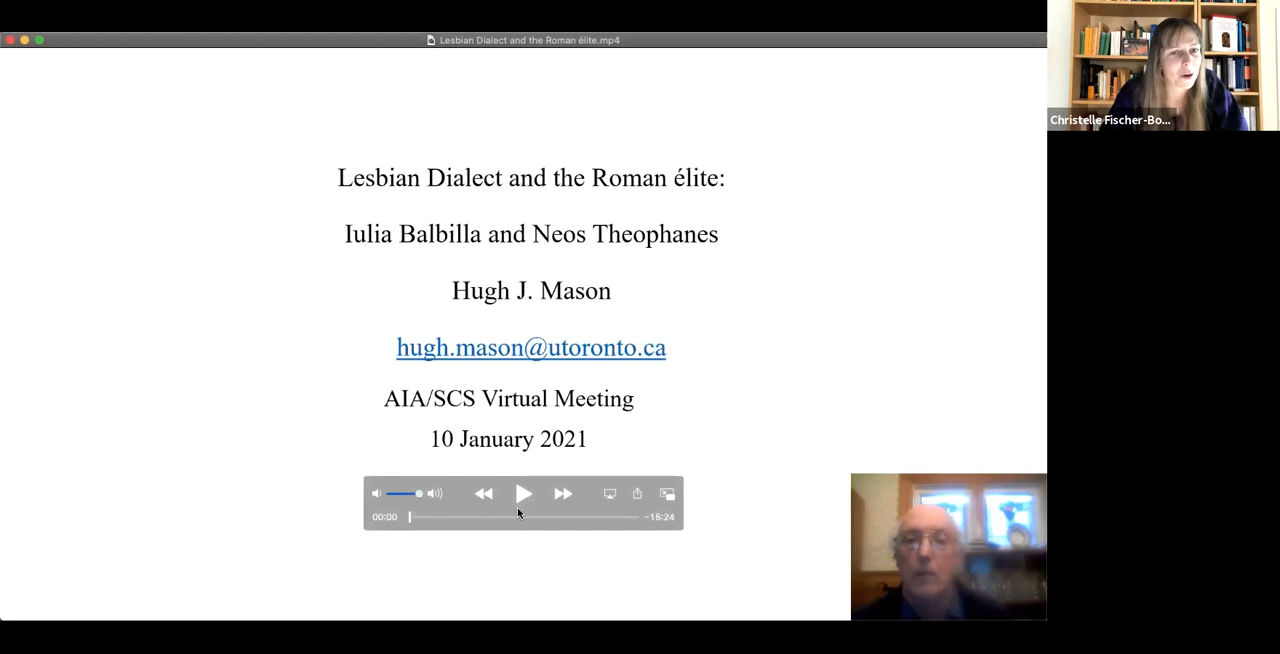 Lesbian Dialect and the Roman élite.mp4
Christelle Fischer-Bo...
Lesbian Dialect and the Roman élite:
Iulia Balbilla and Neos Theophanes
Hugh J. Mason
hugh.mason@utoronto.ca
AIA/SCS Virtual Meeting
10 January 2021
00:00
-15:24